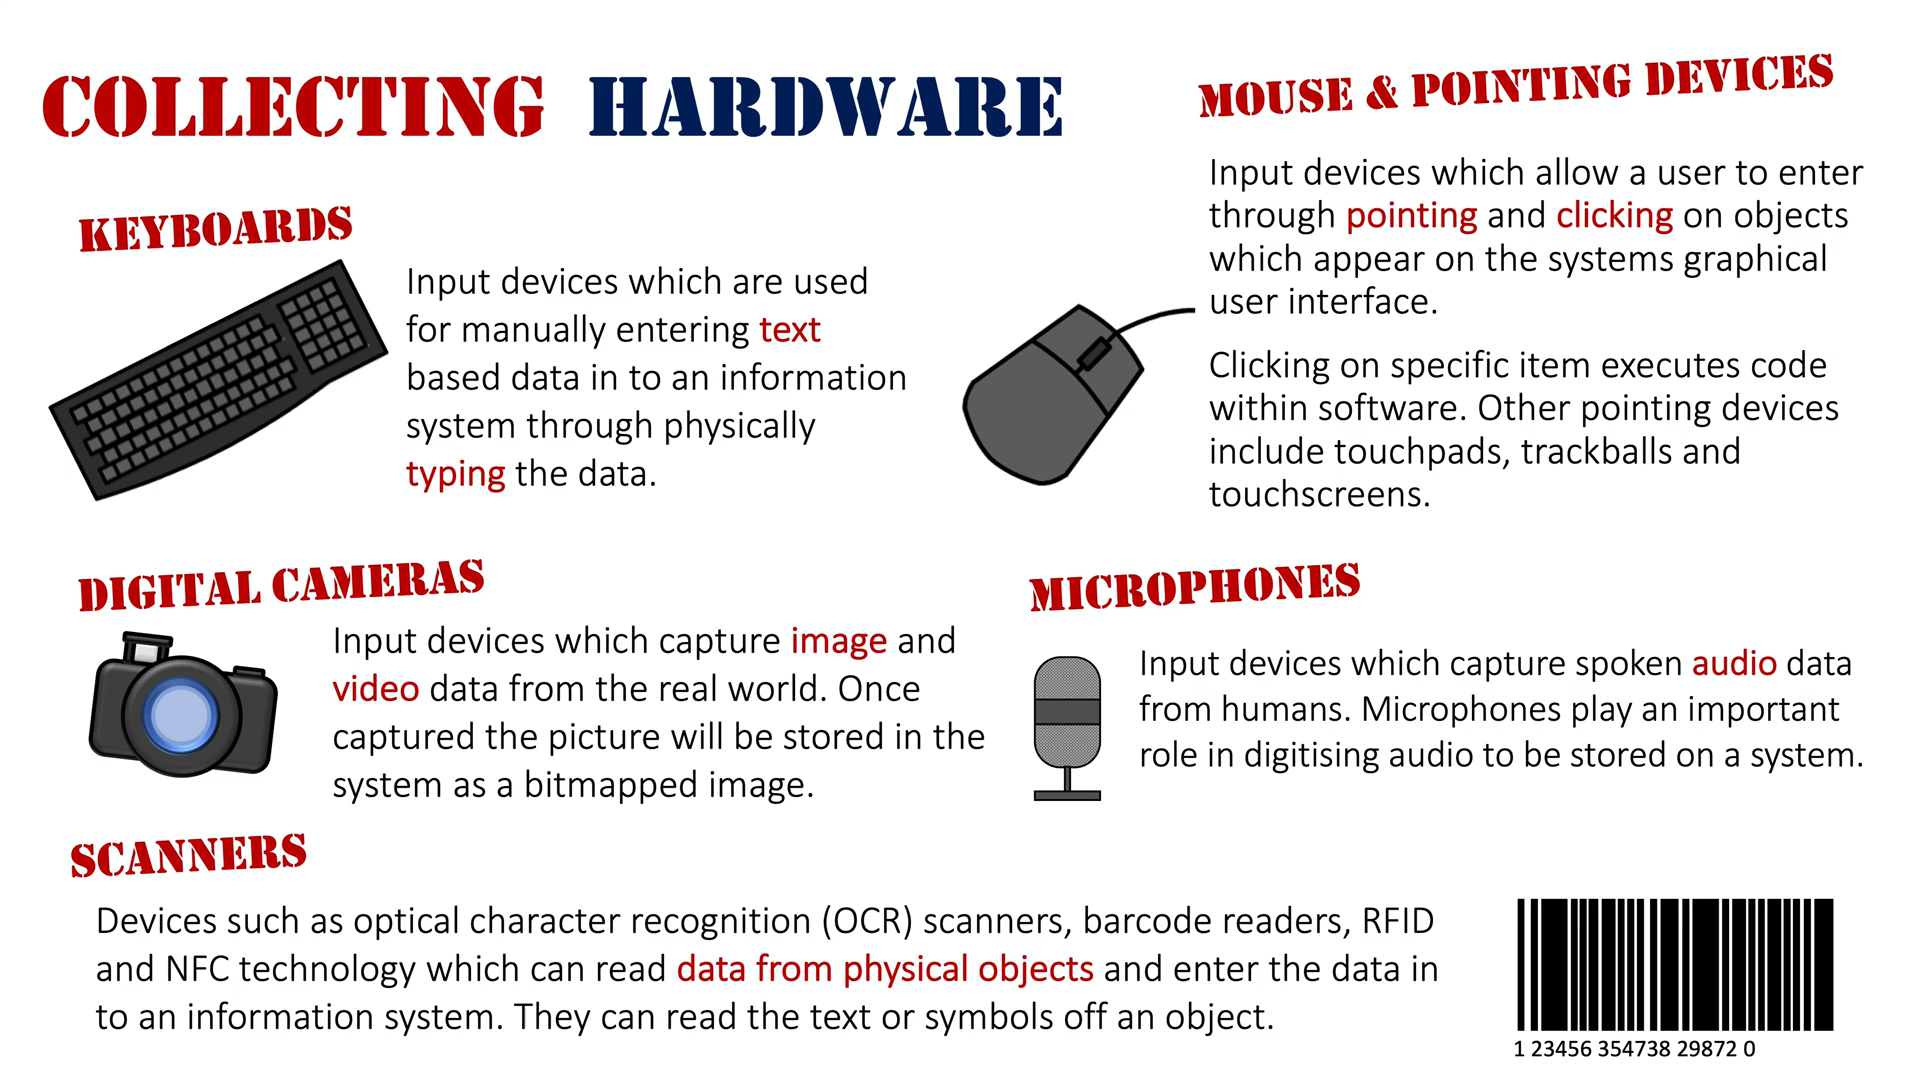 COLLECTING HARDWARE
KEYBOARDS
Input devices which are used
for manually entering text
based data in to an information
system through physically
typing the data.
MOUSE & POINTING DEVICES
Input devices which allow a user to enter
through pointing and clicking on objects
which appear on the systems graphical
user interface.
Clicking on specific item executes code
within software. Other pointing devices
include touchpads, trackballs and
touchscreens.
DIGITAL CAMERAS
Input devices which capture image and
video data from the real world. Once
captured the picture will be stored in the
system as a bitmapped image.
MICROPHONES
Input devices which capture spoken audio data
from humans. Microphones play an important
role in digitising audio to be stored on a system.
SCANNERS
Devices such as optical character recognition (OCR) scanners, barcode readers, RFID
and NFC technology which can read data from physical objects and enter the data in
to an information system. They can read the text or symbols off an object.
1 23456 354738 29872 0